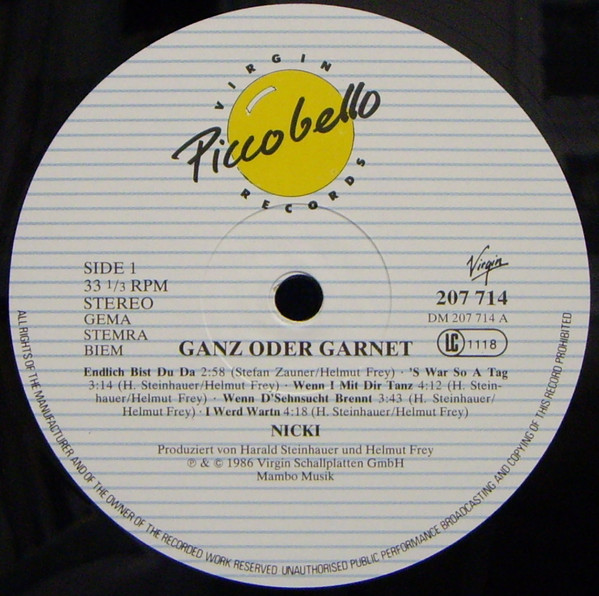 VIRGIN
Piccobello
RECORDS
SIDE 1
33 1/3 RPM
STEREO
GEMA
STEMRA
BIEM
Virgin
207 714
DM 207 714 A
LC 1118
GANZ ODER GARNET
Endlich Bist Du Da 2:58 (Stefan Zauner/Helmut Frey) · 'S War So A Tag
3:14 (H. Steinhauer/Helmut Frey) · Wenn I Mit Dir Tanz 4:12 (H. Stein-
hauer/Helmut Frey) · Wenn D'Sehnsucht Brennt 3:43 (H. Steinhauer/
Helmut Frey) · I Werd Wartn 4:18 (H. Steinhauer/Helmut Frey)
NICKI
Produziert von Harald Steinhauer und Helmut Frey
℗ & © 1986 Virgin Schallplatten GmbH
Mambo Musik
ALL RIGHTS OF THE MANUFACTURER AND OF THE OWNER OF THE RECORDED WORK RESERVED UNAUTHORISED PUBLIC PERFORMANCE BROADCASTING AND COPYING OF THIS RECORD PROHIBITED